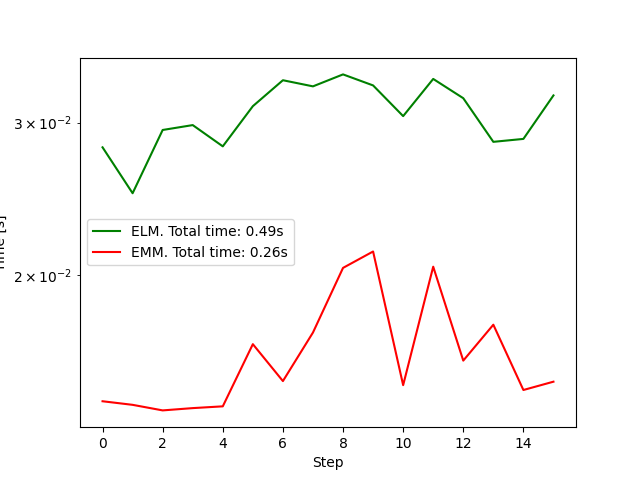 3×10⁻²
2×10⁻²
Time [s]
ELM. Total time: 0.49s
EMM. Total time: 0.26s
0 2 4 6 8 10 12 14
Step